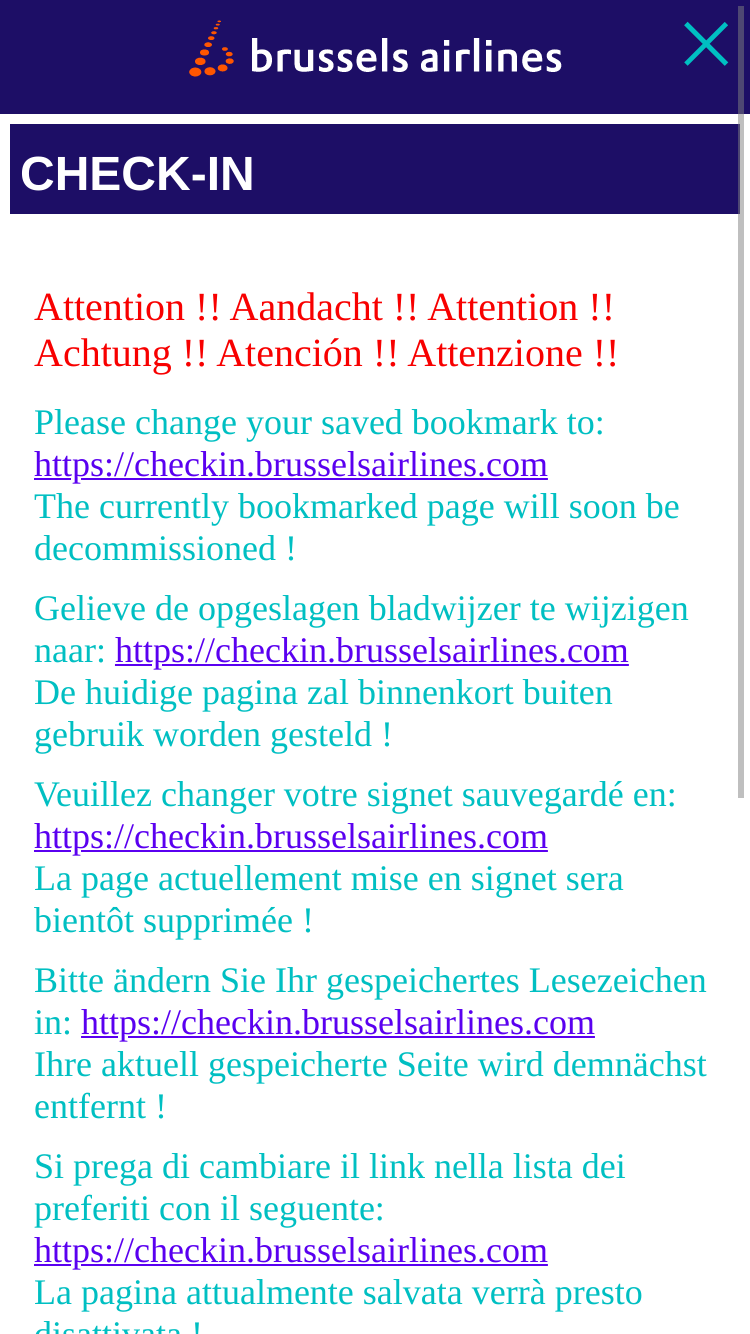 brussels airlines
CHECK-IN
Attention !! Aandacht !! Attention !!
Achtung !! Atención !! Attenzione !!
Please change your saved bookmark to:
https://checkin.brusselsairlines.com
The currently bookmarked page will soon be
decommissioned !
Gelieve de opgeslagen bladwijzer te wijzigen
naar: https://checkin.brusselsairlines.com
De huidige pagina zal binnenkort buiten
gebruik worden gesteld !
Veuillez changer votre signet sauvegardé en:
https://checkin.brusselsairlines.com
La page actuellement mise en signet sera
bientôt supprimée !
Bitte ändern Sie Ihr gespeichertes Lesezeichen
in: https://checkin.brusselsairlines.com
Ihre aktuell gespeicherte Seite wird demnächst
entfernt !
Si prega di cambiare il link nella lista dei
preferiti con il seguente:
https://checkin.brusselsairlines.com
La pagina attualmente salvata verrà presto
disattivata !